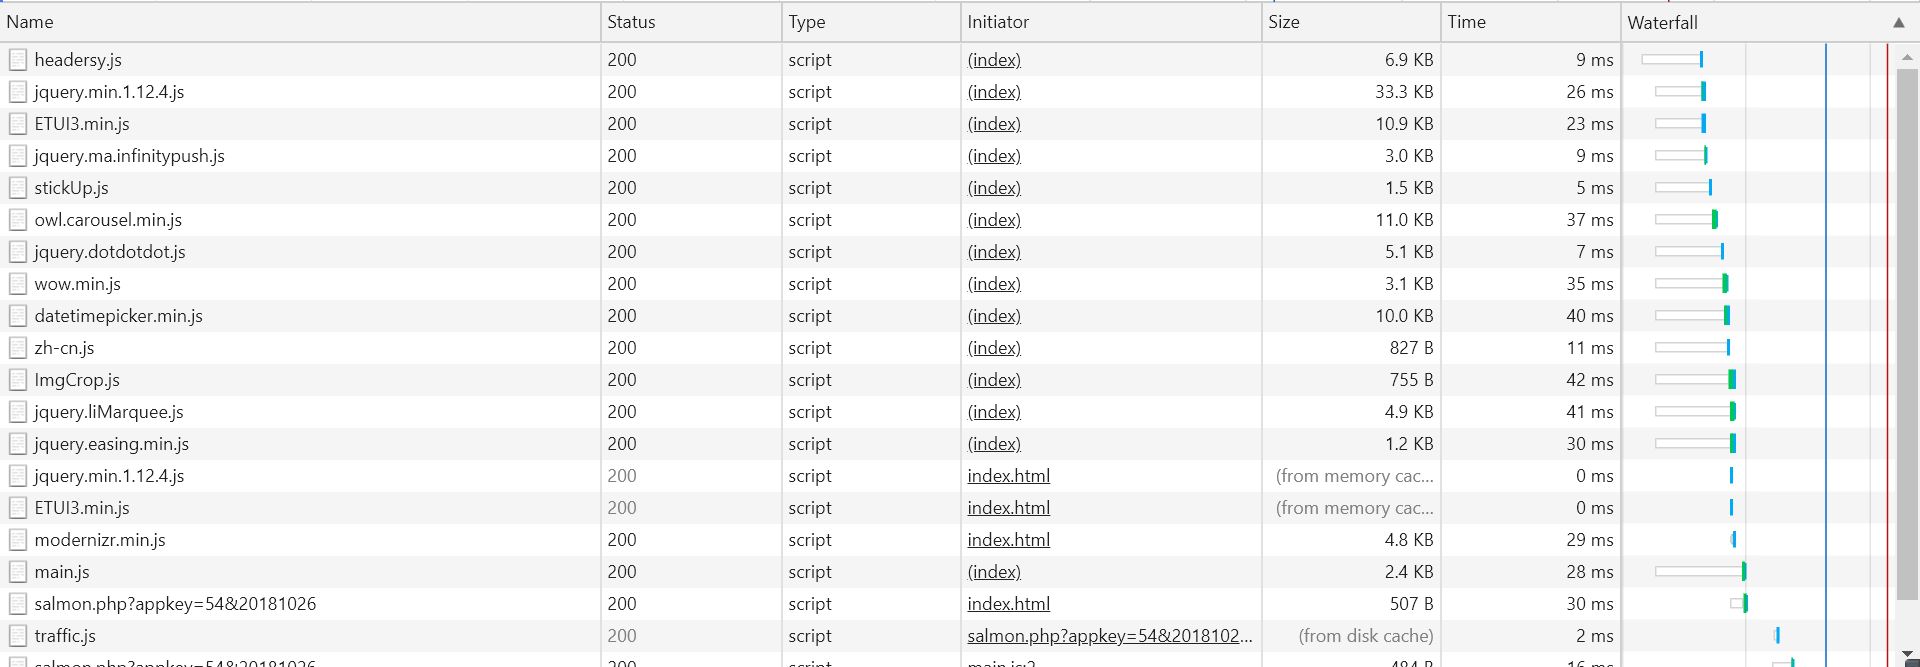 Name Status Type Initiator Size Time Waterfall ▲
headersy.js 200 script (index) 6.9 KB 9 ms
jquery.min.1.12.4.js 200 script (index) 33.3 KB 26 ms
ETUI3.min.js 200 script (index) 10.9 KB 23 ms
jquery.ma.infinitypush.js 200 script (index) 3.0 KB 9 ms
stickUp.js 200 script (index) 1.5 KB 5 ms
owl.carousel.min.js 200 script (index) 11.0 KB 37 ms
jquery.dotdotdot.js 200 script (index) 5.1 KB 7 ms
wow.min.js 200 script (index) 3.1 KB 35 ms
datetimepicker.min.js 200 script (index) 10.0 KB 40 ms
zh-cn.js 200 script (index) 827 B 11 ms
ImgCrop.js 200 script (index) 755 B 42 ms
jquery.liMarquee.js 200 script (index) 4.9 KB 41 ms
jquery.easing.min.js 200 script (index) 1.2 KB 30 ms
jquery.min.1.12.4.js 200 script index.html (from memory cac... 0 ms
ETUI3.min.js 200 script index.html (from memory cac... 0 ms
modernizr.min.js 200 script index.html 4.8 KB 29 ms
main.js 200 script (index) 2.4 KB 28 ms
salmon.php?appkey=54&20181026 200 script index.html 507 B 30 ms
traffic.js 200 script salmon.php?appkey=54&2018102... (from disk cache) 2 ms
salmon.php?appkey=54&20181026 200 script main.js:2 484 B 16 ms